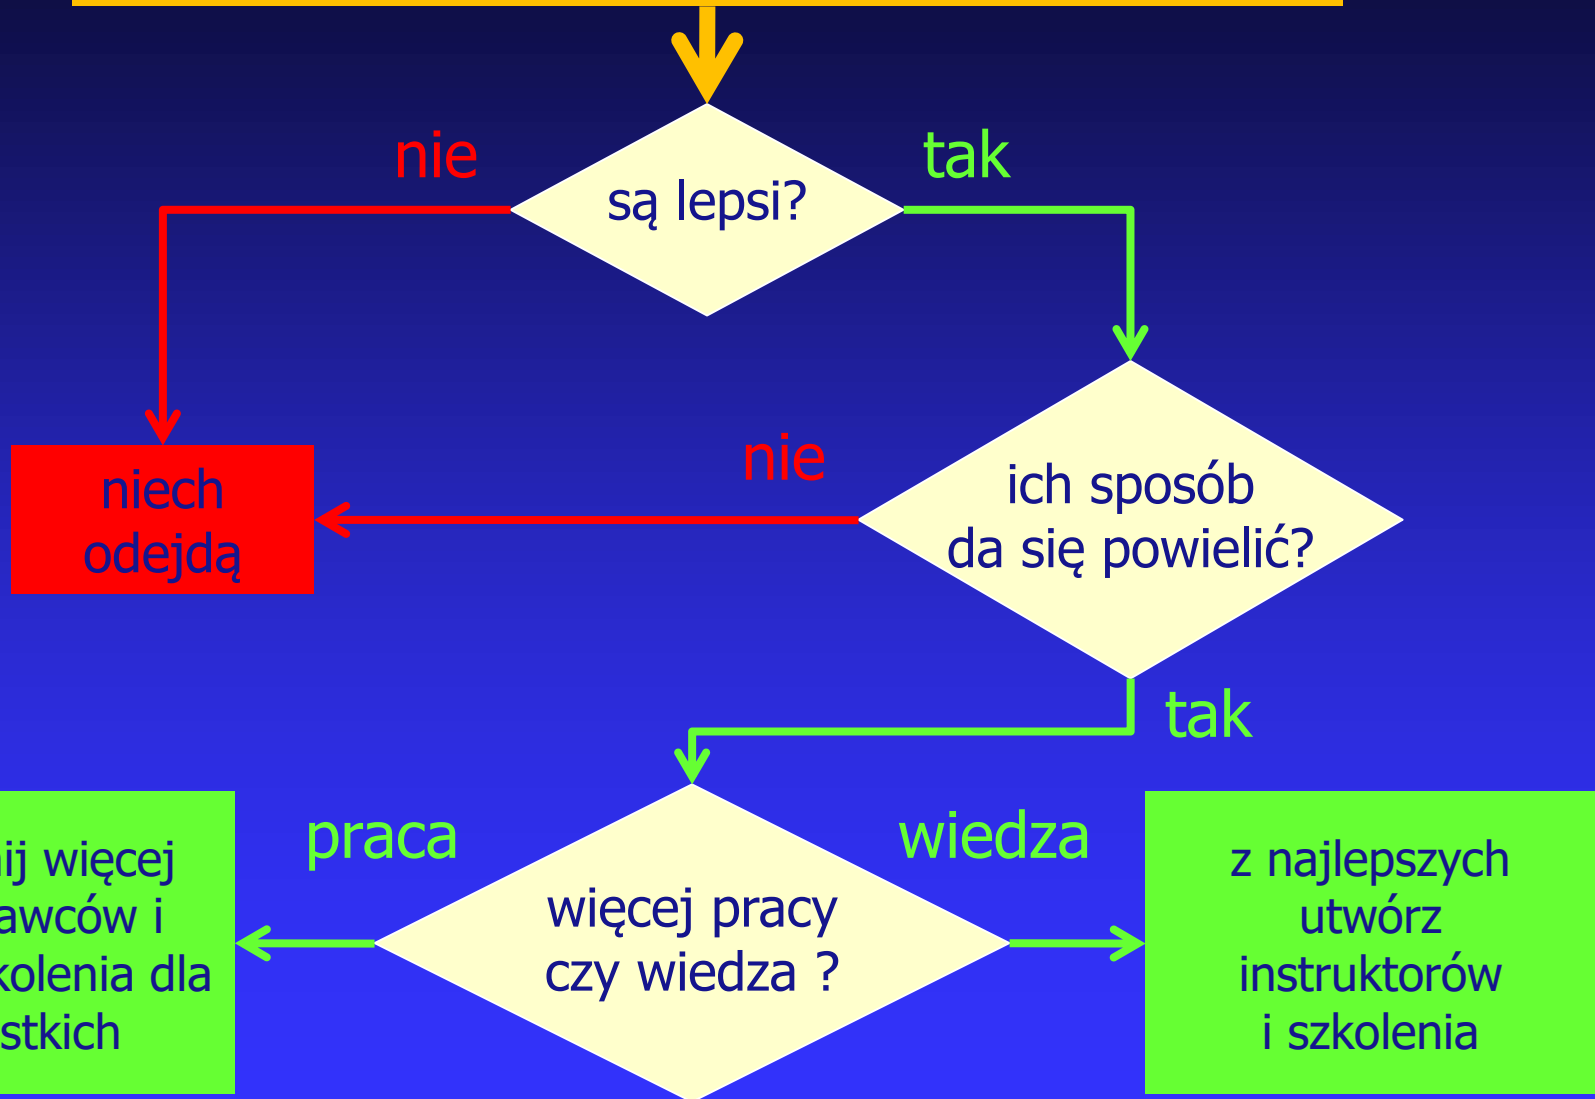 nie
tak
są lepsi?
niech
odejdą
nie
ich sposób
da się powielić?
tak
praca
wiedza
więcej
i
dla
więcej pracy
czy wiedza ?
z najlepszych
utwórz
instruktorów
i szkolenia